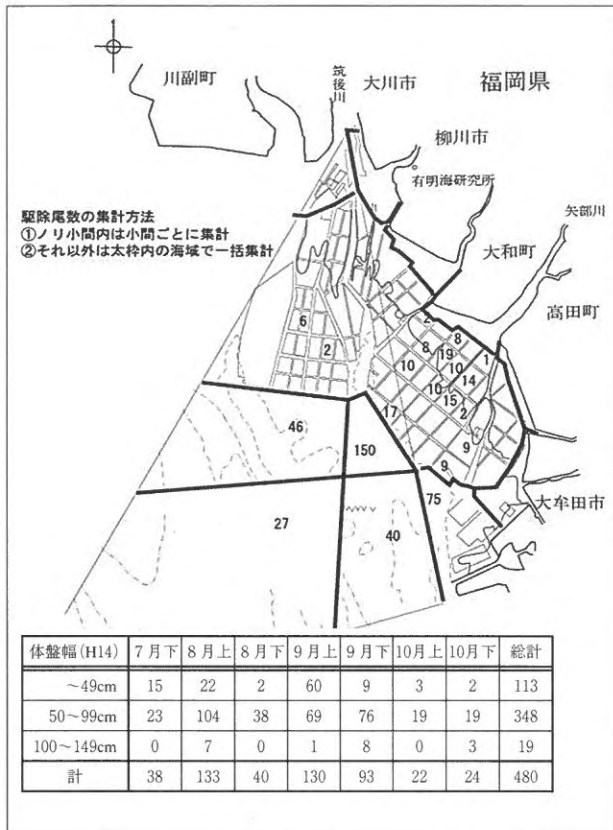 川副町
筑後川
大川市
福岡県
柳川市
有明海研究所
矢部川
大和町
高田町
駆除尾数の集計方法
①ノリ小間内は小間ごとに集計
②それ以外は太枠内の海域で一括集計
6
2
2
8
8
19
1
10
10
14
10
15
2
17
9
9
46
150
75
大牟田市
27
40
体盤幅(H14) 7月下 8月上 8月下 9月上 9月下 10月上 10月下 総計
～49cm 15 22 2 60 9 3 2 113
50～99cm 23 104 38 69 76 19 19 348
100～149cm 0 7 0 1 8 0 3 19
計 38 133 40 130 93 22 24 480